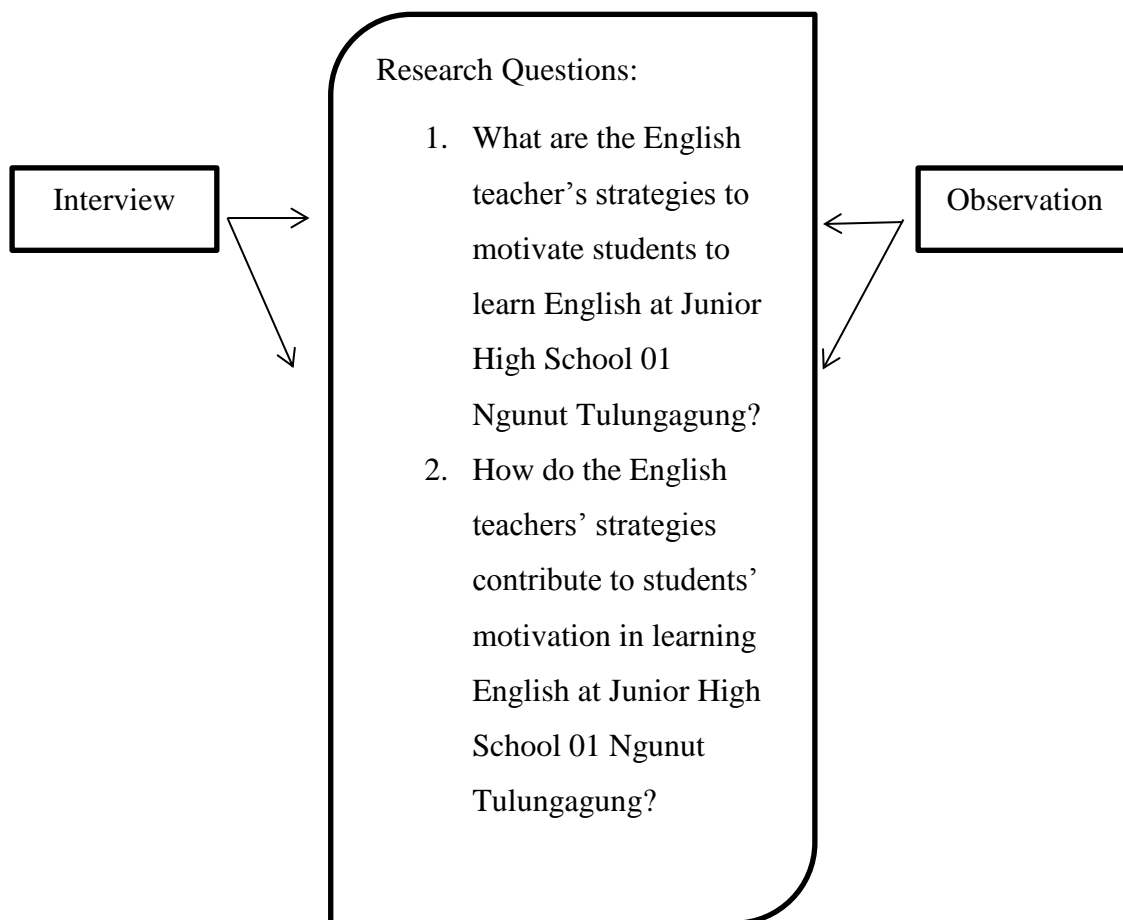 Research Questions:
1. What are the English
teacher’s strategies to
motivate students to
learn English at Junior
High School 01
Ngunut Tulungagung?
2. How do the English
teachers’ strategies
contribute to students’
motivation in learning
English at Junior High
School 01 Ngunut
Tulungagung?
Interview
Observation